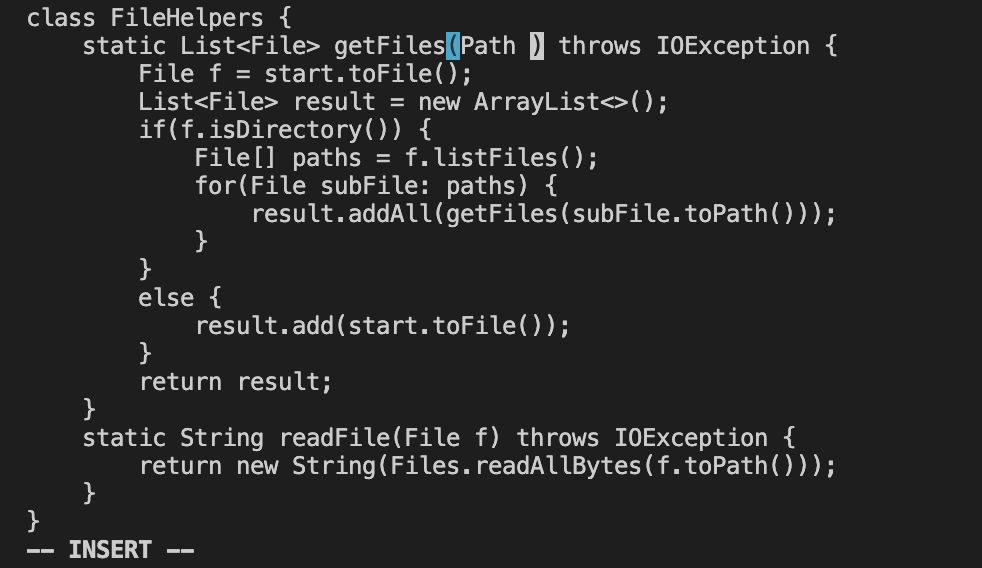 class FileHelpers {
    static List<File> getFiles(Path ) throws IOException {
        File f = start.toFile();
        List<File> result = new ArrayList<>();
        if(f.isDirectory()) {
            File[] paths = f.listFiles();
            for(File subFile: paths) {
                result.addAll(getFiles(subFile.toPath()));
            }
        }
        else {
            result.add(start.toFile());
        }
        return result;
    }
    static String readFile(File f) throws IOException {
        return new String(Files.readAllBytes(f.toPath()));
    }
}
-- INSERT --